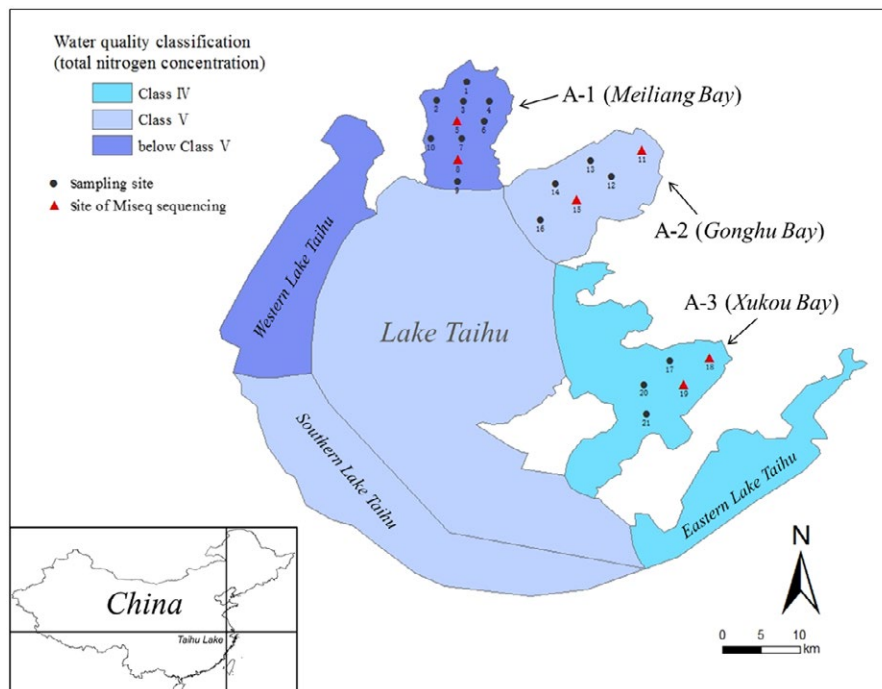 Water quality classification
(total nitrogen concentration)
Class IV
Class V
below Class V
Sampling site
Site of Miseq sequencing
A-1 (Meiliang Bay)
A-2 (Gonghu Bay)
A-3 (Xukou Bay)
1
2
3
4
5
6
10
7
8
9
11
13
12
14
15
16
Western Lake Taihu
Lake Taihu
17
18
20
19
21
Southern Lake Taihu
Eastern Lake Taihu
China
Taihu Lake
N
0 5 10
km